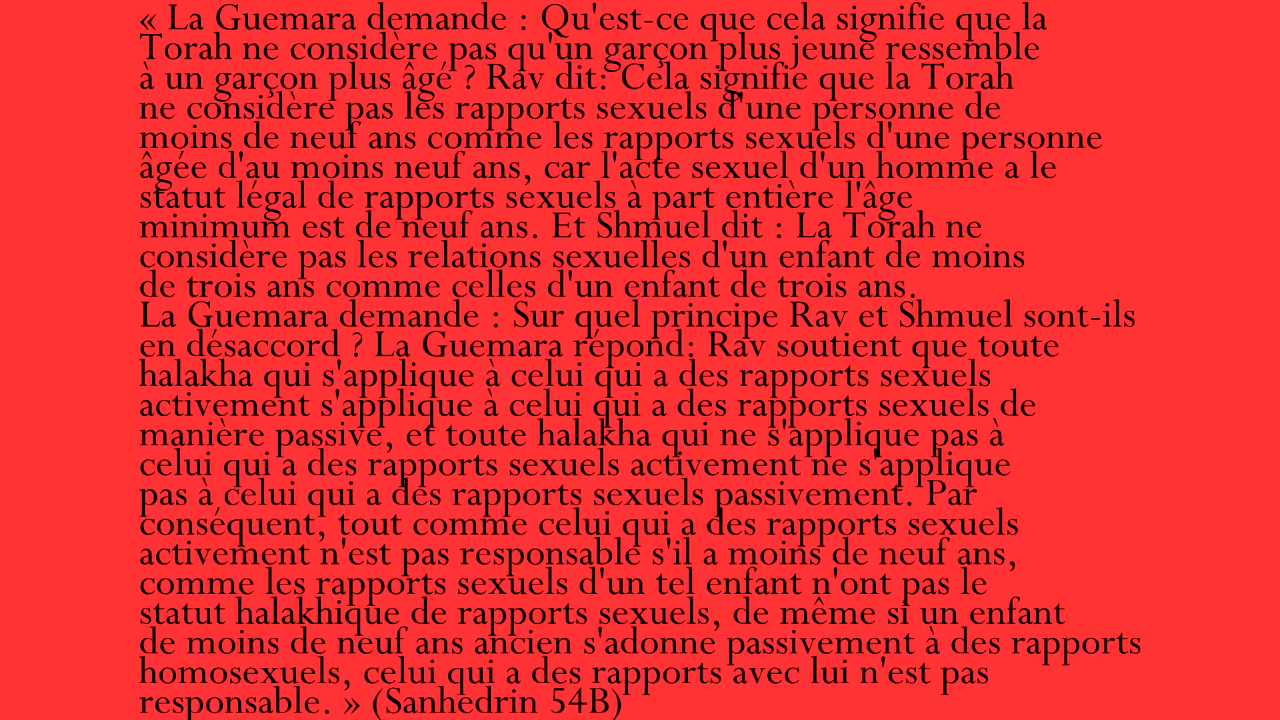 « La Guemara demande : Qu'est-ce que cela signifie que la
Torah ne considère pas qu'un garçon plus jeune ressemble
à un garçon plus âgé ? Rav dit: Cela signifie que la Torah
ne considère pas les rapports sexuels d'une personne de
moins de neuf ans comme les rapports sexuels d'une personne
âgée d'au moins neuf ans, car l'acte sexuel d'un homme a le
statut légal de rapports sexuels à part entière l'âge
minimum est de neuf ans. Et Shmuel dit : La Torah ne
considère pas les relations sexuelles d'un enfant de moins
de trois ans comme celles d'un enfant de trois ans.
La Guemara demande : Sur quel principe Rav et Shmuel sont-ils
en désaccord ? La Guemara répond: Rav soutient que toute
halakha qui s'applique à celui qui a des rapports sexuels
activement s'applique à celui qui a des rapports sexuels de
manière passive, et toute halakha qui ne s'applique pas à
celui qui a des rapports sexuels activement ne s'applique
pas à celui qui a des rapports sexuels passivement. Par
conséquent, tout comme celui qui a des rapports sexuels
activement n'est pas responsable s'il a moins de neuf ans,
comme les rapports sexuels d'un tel enfant n'ont pas le
statut halakhique de rapports sexuels, de même si un enfant
de moins de neuf ans ancien s'adonne passivement à des rapports
homosexuels, celui qui a des rapports avec lui n'est pas
responsable. » (Sanhedrin 54B)